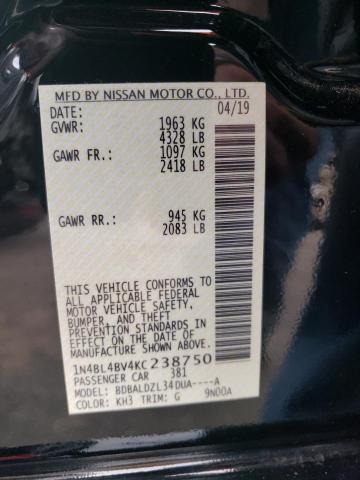 MFD BY NISSAN MOTOR CO., LTD.
DATE: 04/19
GVWR: 1963 KG
4328 LB
GAWR FR.: 1097 KG
2418 LB
GAWR RR.: 945 KG
2083 LB
THIS VEHICLE CONFORMS TO
ALL APPLICABLE FEDERAL
MOTOR VEHICLE SAFETY,
BUMPER, AND THEFT
PREVENTION STANDARDS IN
EFFECT ON THE DATE OF
MANUFACTURE SHOWN ABOVE.
1N4BL4BV4KC238750
PASSENGER CAR 381
MODEL: BDBALDZL34DUA----A
COLOR: KH3 TRIM: G 9N00A